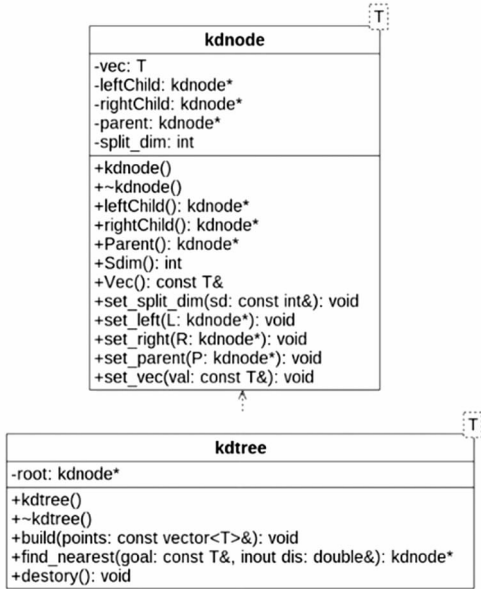 T
kdnode
-vec: T
-leftChild: kdnode*
-rightChild: kdnode*
-parent: kdnode*
-split_dim: int
+kdnode()
+~kdnode()
+leftChild(): kdnode*
+rightChild(): kdnode*
+Parent(): kdnode*
+Sdim(): int
+Vec(): const T&
+set_split_dim(sd: const int&): void
+set_left(L: kdnode*): void
+set_right(R: kdnode*): void
+set_parent(P: kdnode*): void
+set_vec(val: const T&): void
T
kdtree
-root: kdnode*
+kdtree()
+~kdtree()
+build(points: const vector<T>&): void
+find_nearest(goal: const T&, inout dis: double&): kdnode*
+destory(): void